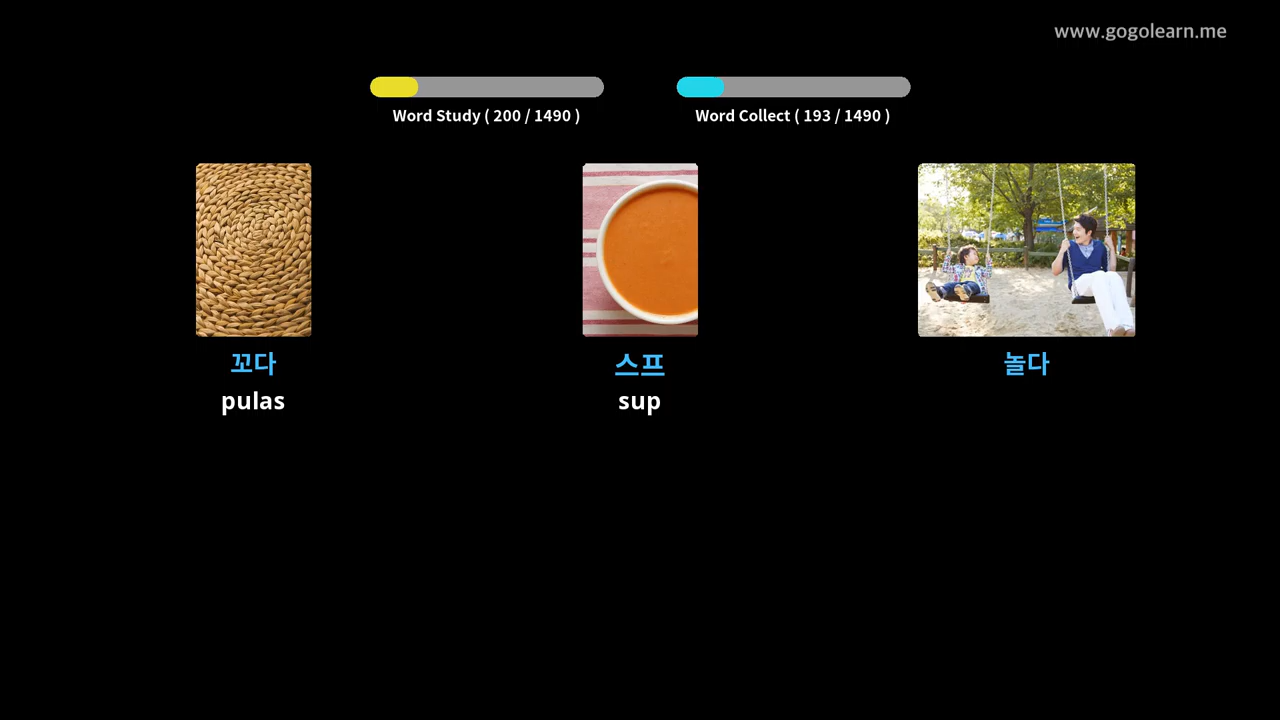 www.gogolearn.me
Word Study ( 200 / 1490 )
Word Collect ( 193 / 1490 )
꼬다
스프
놀다
pulas
sup